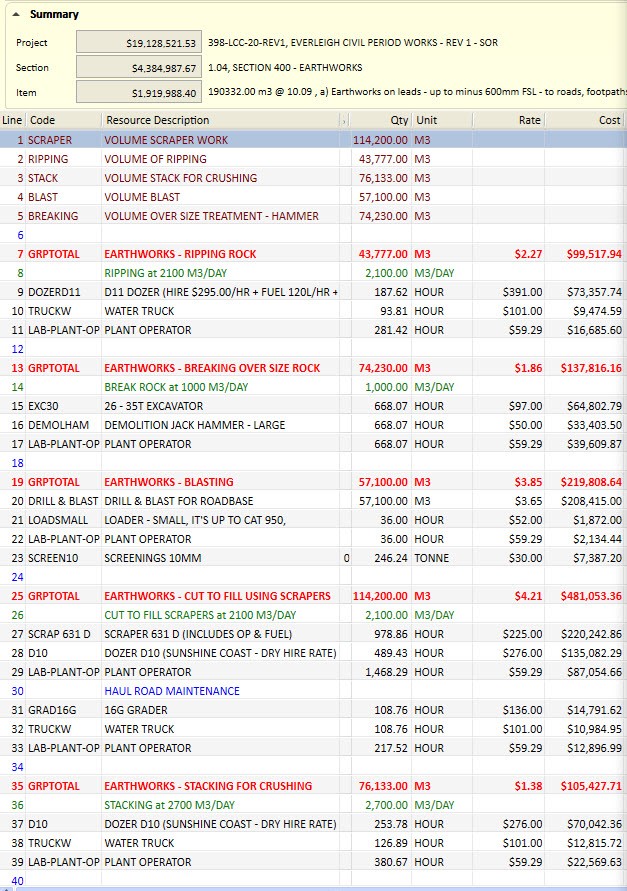 Summary
Project $19,128,521.53 398-LCC-20-REV1, EVERLEIGH CIVIL PERIOD WORKS - REV 1 - SOR
Section $4,384,987.67 1.04, SECTION 400 - EARTHWORKS
Item $1,919,988.40 190332.00 m3 @ 10.09 , a) Earthworks on leads - up to minus 600mm FSL - to roads, footpaths
Line Code Resource Description Qty Unit Rate Cost
1 SCRAPER VOLUME SCRAPER WORK 114,200.00 M3
2 RIPPING VOLUME OF RIPPING 43,777.00 M3
3 STACK VOLUME STACK FOR CRUSHING 76,133.00 M3
4 BLAST VOLUME BLAST 57,100.00 M3
5 BREAKING VOLUME OVER SIZE TREATMENT - HAMMER 74,230.00 M3
6
7 GRPTOTAL EARTHWORKS - RIPPING ROCK 43,777.00 M3 $2.27 $99,517.94
8 RIPPING at 2100 M3/DAY 2,100.00 M3/DAY
9 DOZERD11 D11 DOZER (HIRE $295.00/HR + FUEL 120L/HR + 187.62 HOUR $391.00 $73,357.74
10 TRUCKW WATER TRUCK 93.81 HOUR $101.00 $9,474.59
11 LAB-PLANT-OP PLANT OPERATOR 281.42 HOUR $59.29 $16,685.60
12
13 GRPTOTAL EARTHWORKS - BREAKING OVER SIZE ROCK 74,230.00 M3 $1.86 $137,816.16
14 BREAK ROCK at 1000 M3/DAY 1,000.00 M3/DAY
15 EXC30 26 - 35T EXCAVATOR 668.07 HOUR $97.00 $64,802.79
16 DEMOLHAM DEMOLITION JACK HAMMER - LARGE 668.07 HOUR $50.00 $33,403.50
17 LAB-PLANT-OP PLANT OPERATOR 668.07 HOUR $59.29 $39,609.87
18
19 GRPTOTAL EARTHWORKS - BLASTING 57,100.00 M3 $3.85 $219,808.64
20 DRILL & BLAST DRILL & BLAST FOR ROADBASE 57,100.00 M3 $3.65 $208,415.00
21 LOADSMALL LOADER - SMALL, IT'S UP TO CAT 950, 36.00 HOUR $52.00 $1,872.00
22 LAB-PLANT-OP PLANT OPERATOR 36.00 HOUR $59.29 $2,134.44
23 SCREEN10 SCREENINGS 10MM 0 246.24 TONNE $30.00 $7,387.20
24
25 GRPTOTAL EARTHWORKS - CUT TO FILL USING SCRAPERS 114,200.00 M3 $4.21 $481,053.36
26 CUT TO FILL SCRAPERS at 2100 M3/DAY 2,100.00 M3/DAY
27 SCRAP 631 D SCRAPER 631 D (INCLUDES OP & FUEL) 978.86 HOUR $225.00 $220,242.86
28 D10 DOZER D10 (SUNSHINE COAST - DRY HIRE RATE) 489.43 HOUR $276.00 $135,082.29
29 LAB-PLANT-OP PLANT OPERATOR 1,468.29 HOUR $59.29 $87,054.66
30 HAUL ROAD MAINTENANCE
31 GRAD16G 16G GRADER 108.76 HOUR $136.00 $14,791.62
32 TRUCKW WATER TRUCK 108.76 HOUR $101.00 $10,984.95
33 LAB-PLANT-OP PLANT OPERATOR 217.52 HOUR $59.29 $12,896.99
34
35 GRPTOTAL EARTHWORKS - STACKING FOR CRUSHING 76,133.00 M3 $1.38 $105,427.71
36 STACKING at 2700 M3/DAY 2,700.00 M3/DAY
37 D10 DOZER D10 (SUNSHINE COAST - DRY HIRE RATE) 253.78 HOUR $276.00 $70,042.36
38 TRUCKW WATER TRUCK 126.89 HOUR $101.00 $12,815.72
39 LAB-PLANT-OP PLANT OPERATOR 380.67 HOUR $59.29 $22,569.63
40